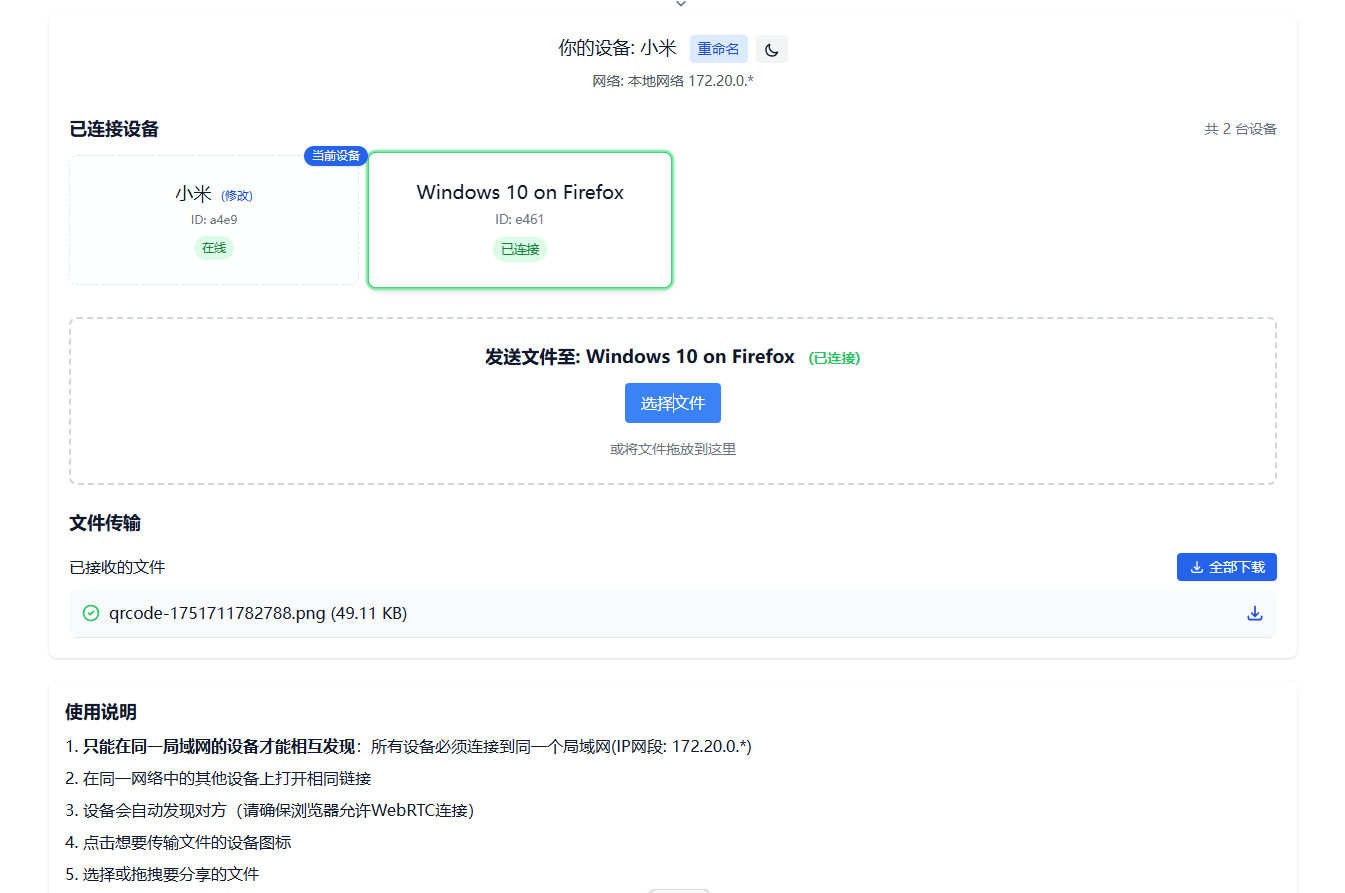 你的设备: 小米 重命名
网络: 本地网络 172.20.0.*
已连接设备 共 2 台设备
当前设备
小米 (修改)
ID: a4e9
在线
Windows 10 on Firefox
ID: e461
已连接
发送文件至: Windows 10 on Firefox (已连接)
选择文件
或将文件拖放到这里
文件传输
已接收的文件 全部下载
qrcode-1751711782788.png (49.11 KB)
使用说明
1. 只能在同一局域网的设备才能相互发现：所有设备必须连接到同一个局域网(IP网段: 172.20.0.*)
2. 在同一网络中的其他设备上打开相同链接
3. 设备会自动发现对方（请确保浏览器允许WebRTC连接）
4. 点击想要传输文件的设备图标
5. 选择或拖拽要分享的文件